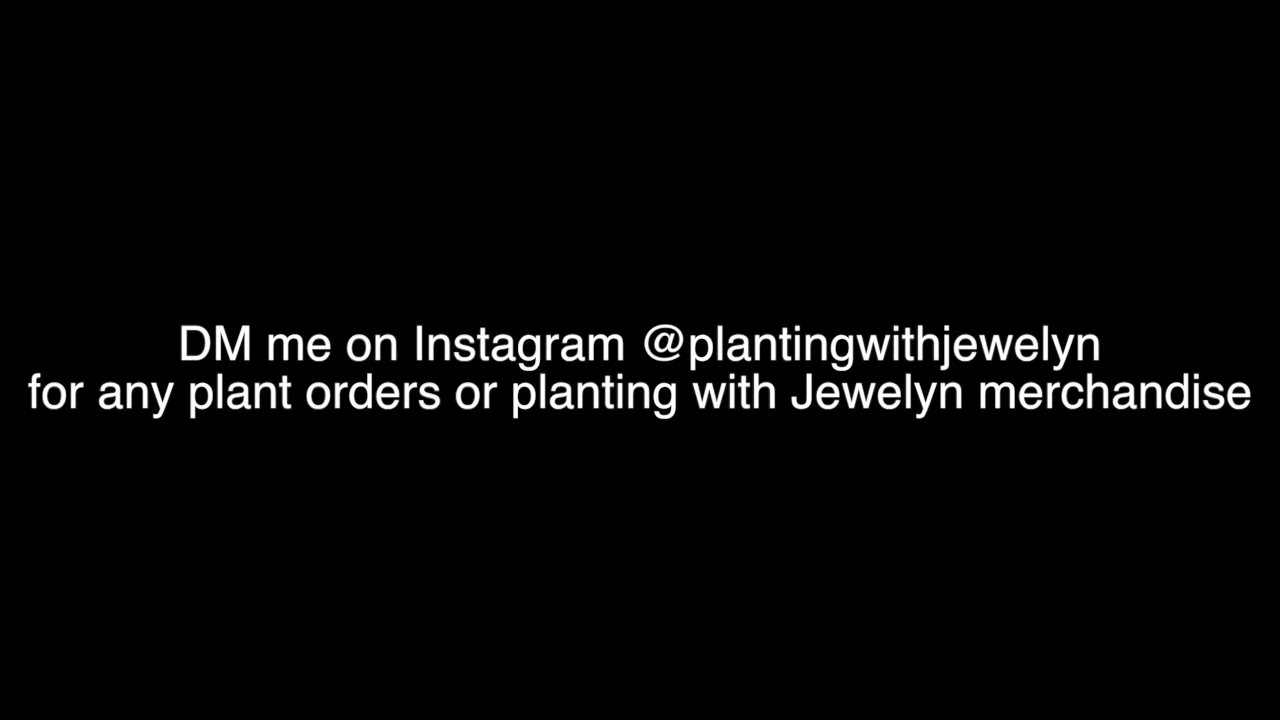 DM me on Instagram @plantingwithjewelyn
for any plant orders or planting with Jewelyn merchandise